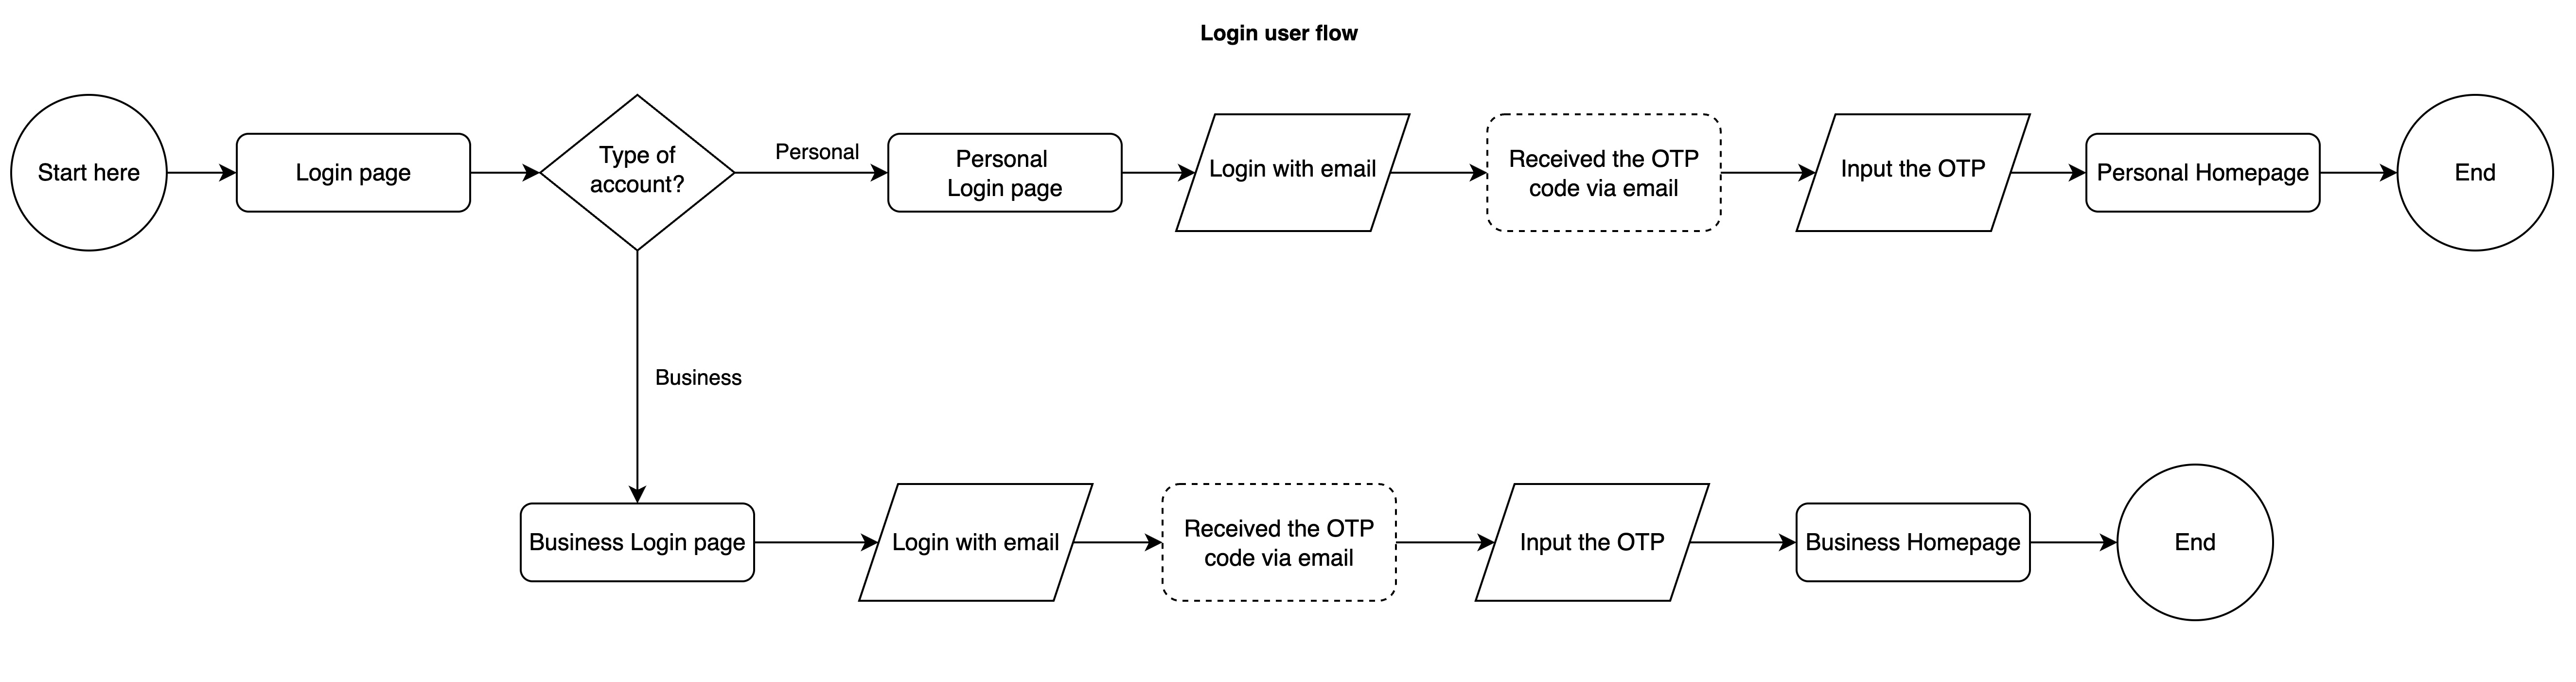 Login user flow
Start here
Login page
Type of
account?
Personal
Personal
Login page
Login with email
Received the OTP
code via email
Input the OTP
Personal Homepage
End
Business
Business Login page
Login with email
Received the OTP
code via email
Input the OTP
Business Homepage
End